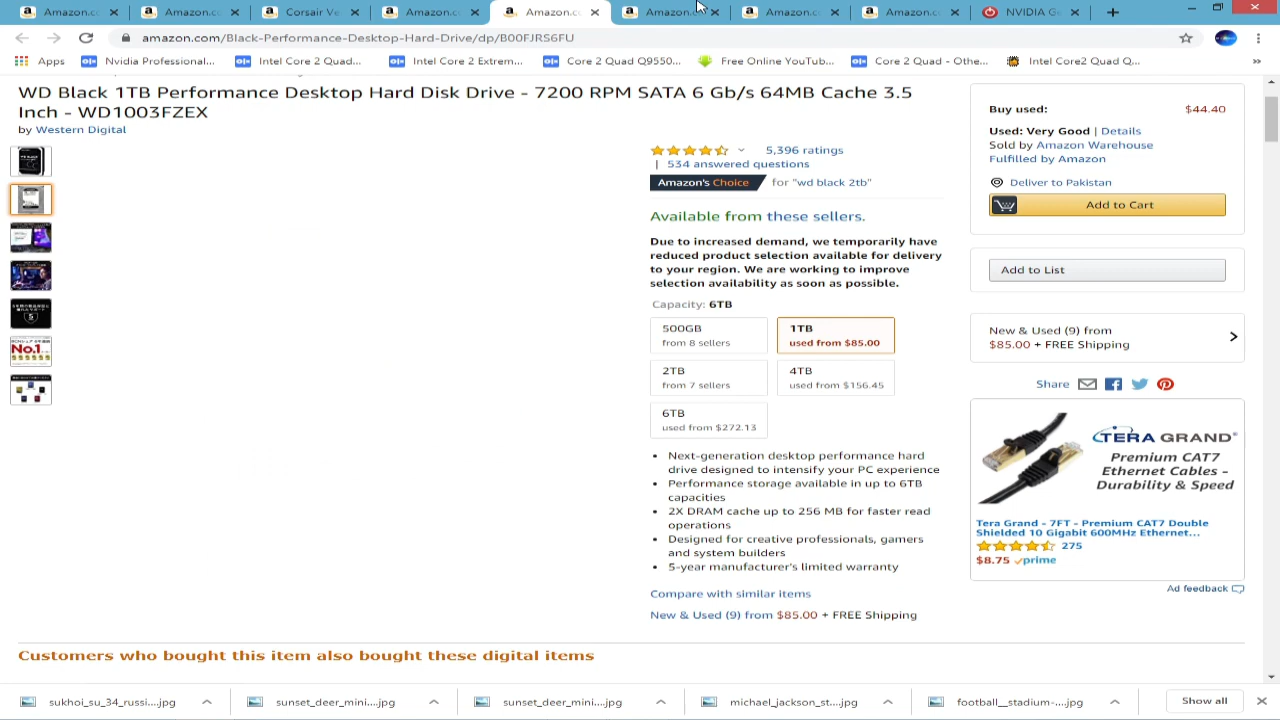 Amazon.co
Amazon.co
Corsair Ve
Amazon.co
Amazon.co
Amazon.co
Amazon.co
Amazon.co
NVIDIA Ge
amazon.com/Black-Performance-Desktop-Hard-Drive/dp/B00FJRS6FU
Apps
Nvidia Professional...
Intel Core 2 Quad...
Intel Core 2 Extrem...
Core 2 Quad Q9550...
Free Online YouTub...
Core 2 Quad - Othe...
Intel Core2 Quad Q...
WD Black 1TB Performance Desktop Hard Disk Drive - 7200 RPM SATA 6 Gb/s 64MB Cache 3.5
Inch - WD1003FZEX
by Western Digital
No.1
5
5,396 ratings
| 534 answered questions
Amazon's Choice for "wd black 2tb"
Available from these sellers.
Due to increased demand, we temporarily have
reduced product selection available for delivery
to your region. We are working to improve
selection availability as soon as possible.
Capacity: 6TB
500GB
from 8 sellers
1TB
used from $85.00
2TB
from 7 sellers
4TB
used from $156.45
6TB
used from $272.13
• Next-generation desktop performance hard
drive designed to intensify your PC experience
• Performance storage available in up to 6TB
capacities
• 2X DRAM cache up to 256 MB for faster read
operations
• Designed for creative professionals, gamers
and system builders
• 5-year manufacturer's limited warranty
Compare with similar items
New & Used (9) from $85.00 + FREE Shipping
Buy used: $44.40
Used: Very Good | Details
Sold by Amazon Warehouse
Fulfilled by Amazon
Deliver to Pakistan
Add to Cart
Add to List
New & Used (9) from
$85.00 + FREE Shipping
Share
TERA GRAND
Premium CAT7
Ethernet Cables -
Durability & Speed
Tera Grand - 7FT - Premium CAT7 Double
Shielded 10 Gigabit 600MHz Ethernet...
275
$8.75 prime
Ad feedback
Customers who bought this item also bought these digital items
sukhoi_su_34_russi....jpg
sunset_deer_mini....jpg
sunset_deer_mini....jpg
michael_jackson_st....jpg
football__stadium-....jpg
Show all